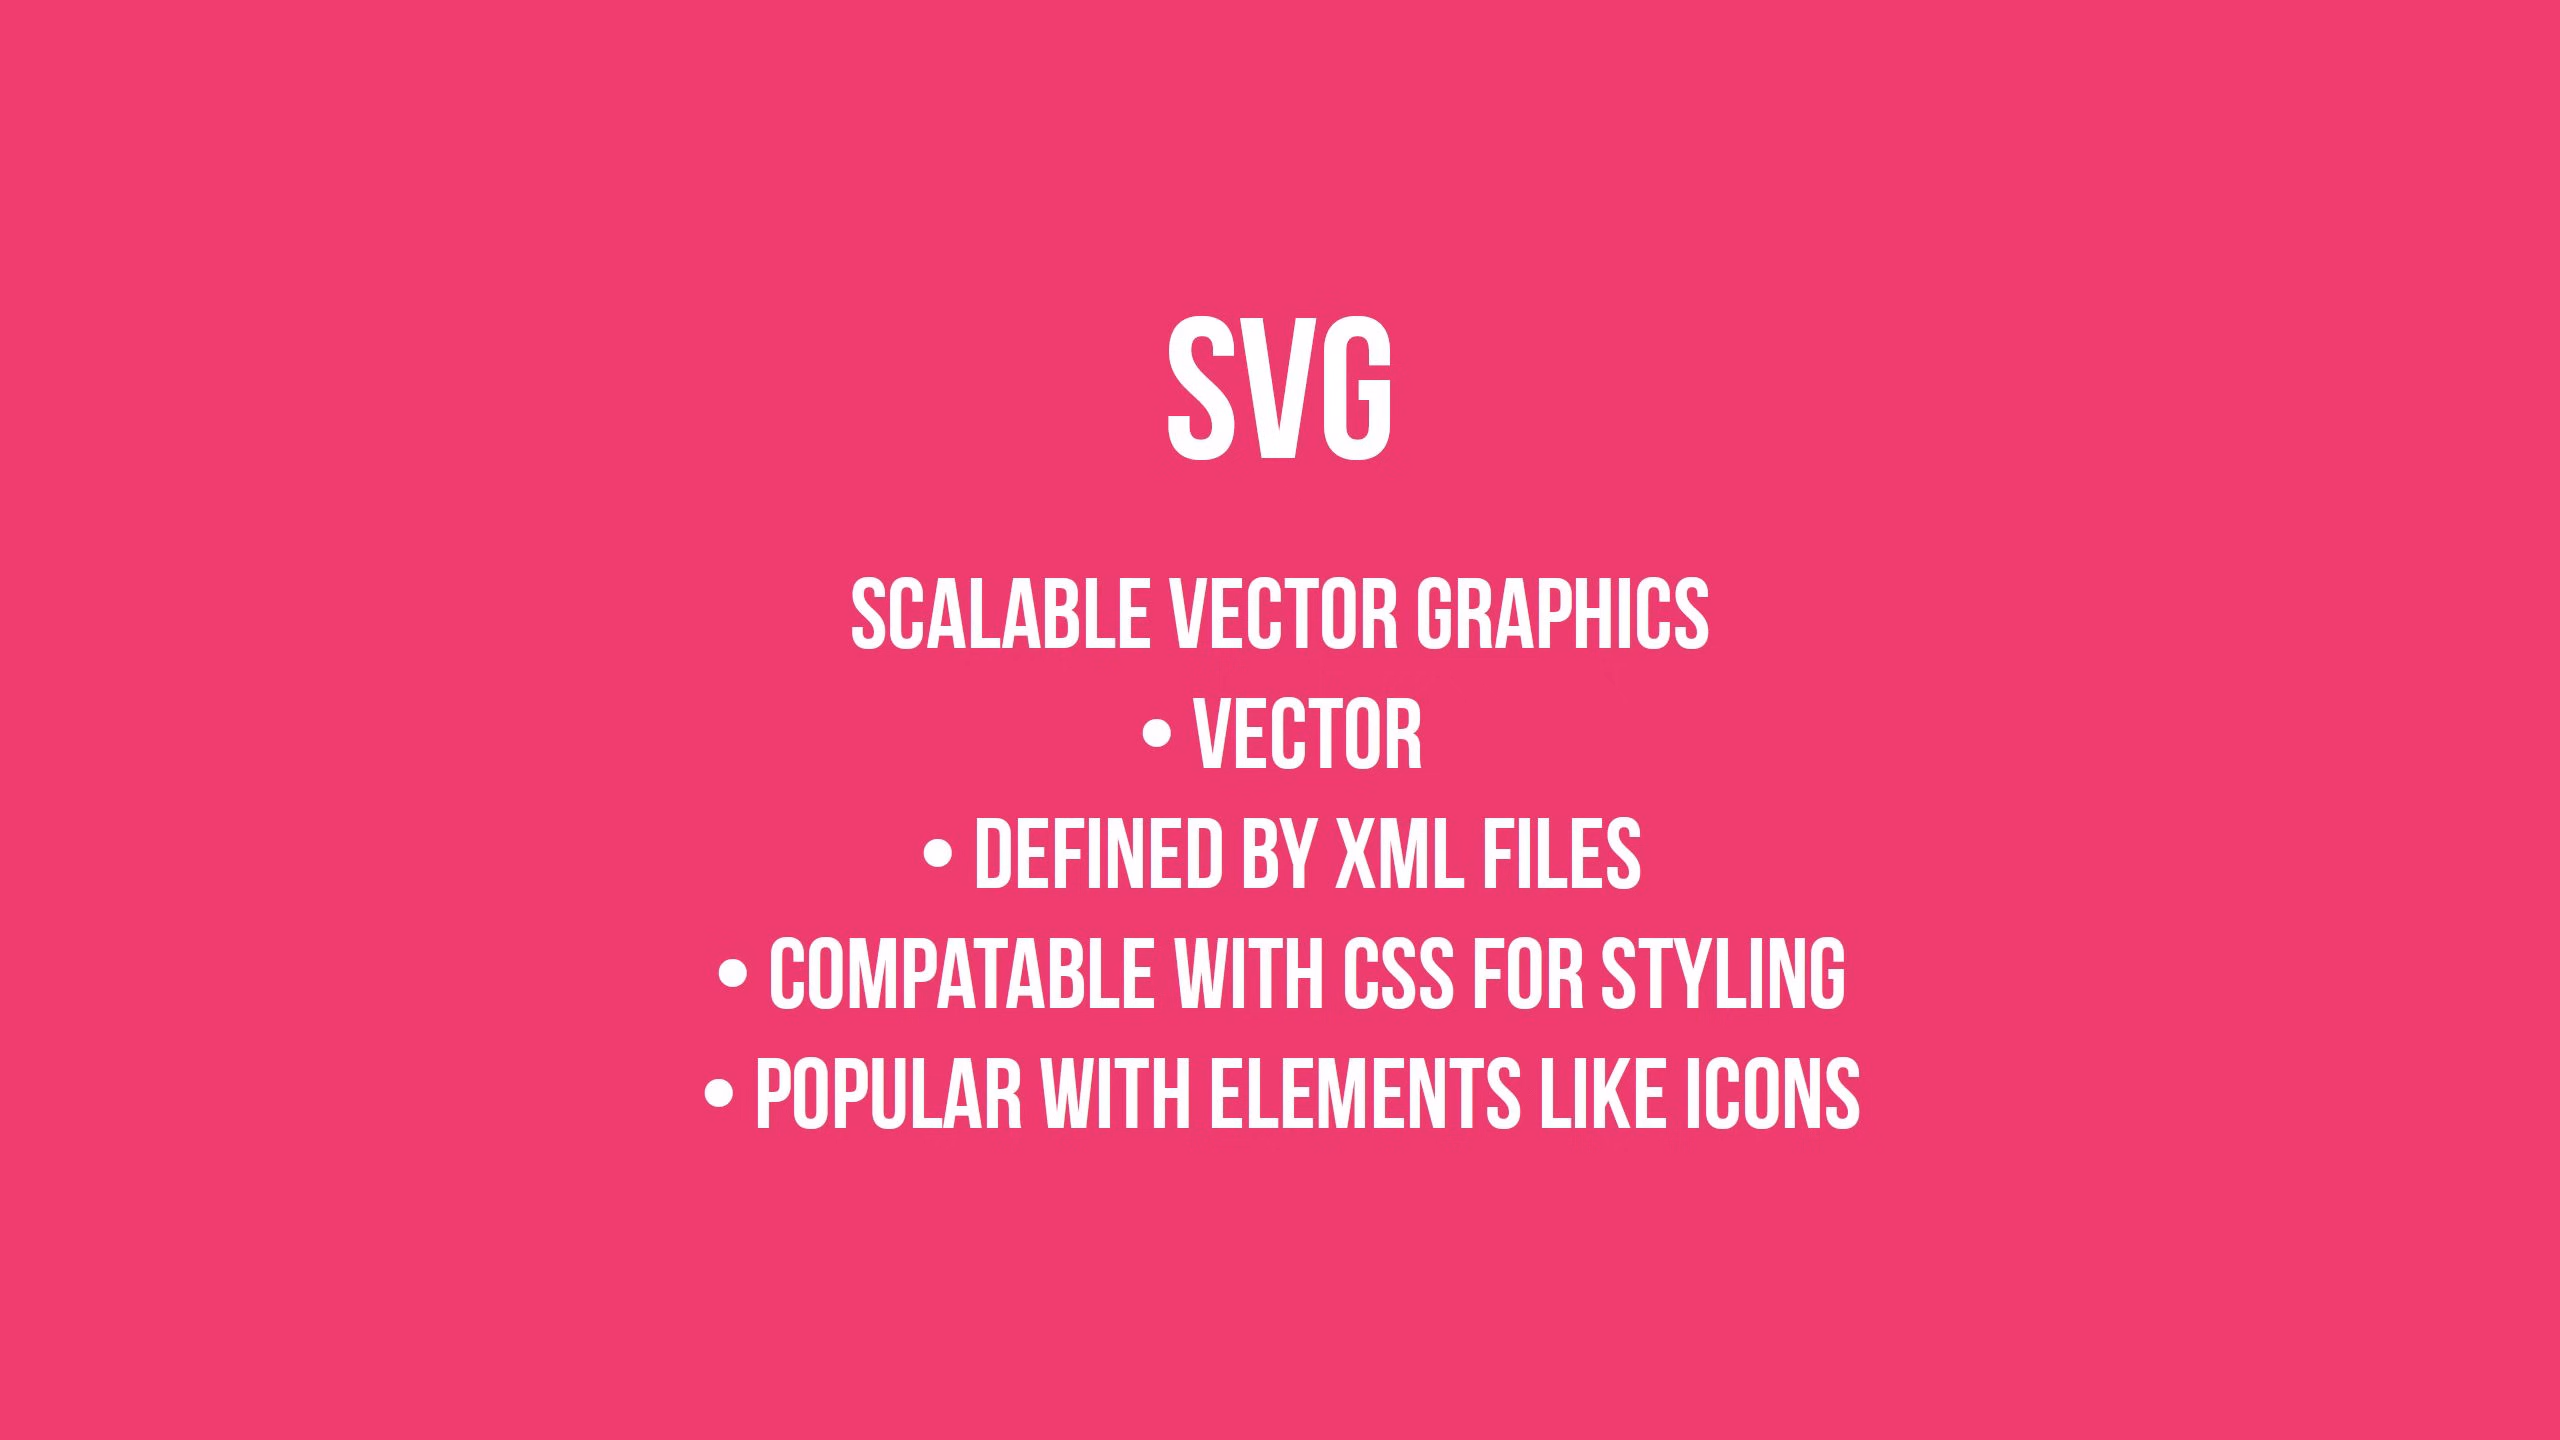 SVG
SCALABLE VECTOR GRAPHICS
• VECTOR
• DEFINED BY XML FILES
• COMPATABLE WITH CSS FOR STYLING
• POPULAR WITH ELEMENTS LIKE ICONS